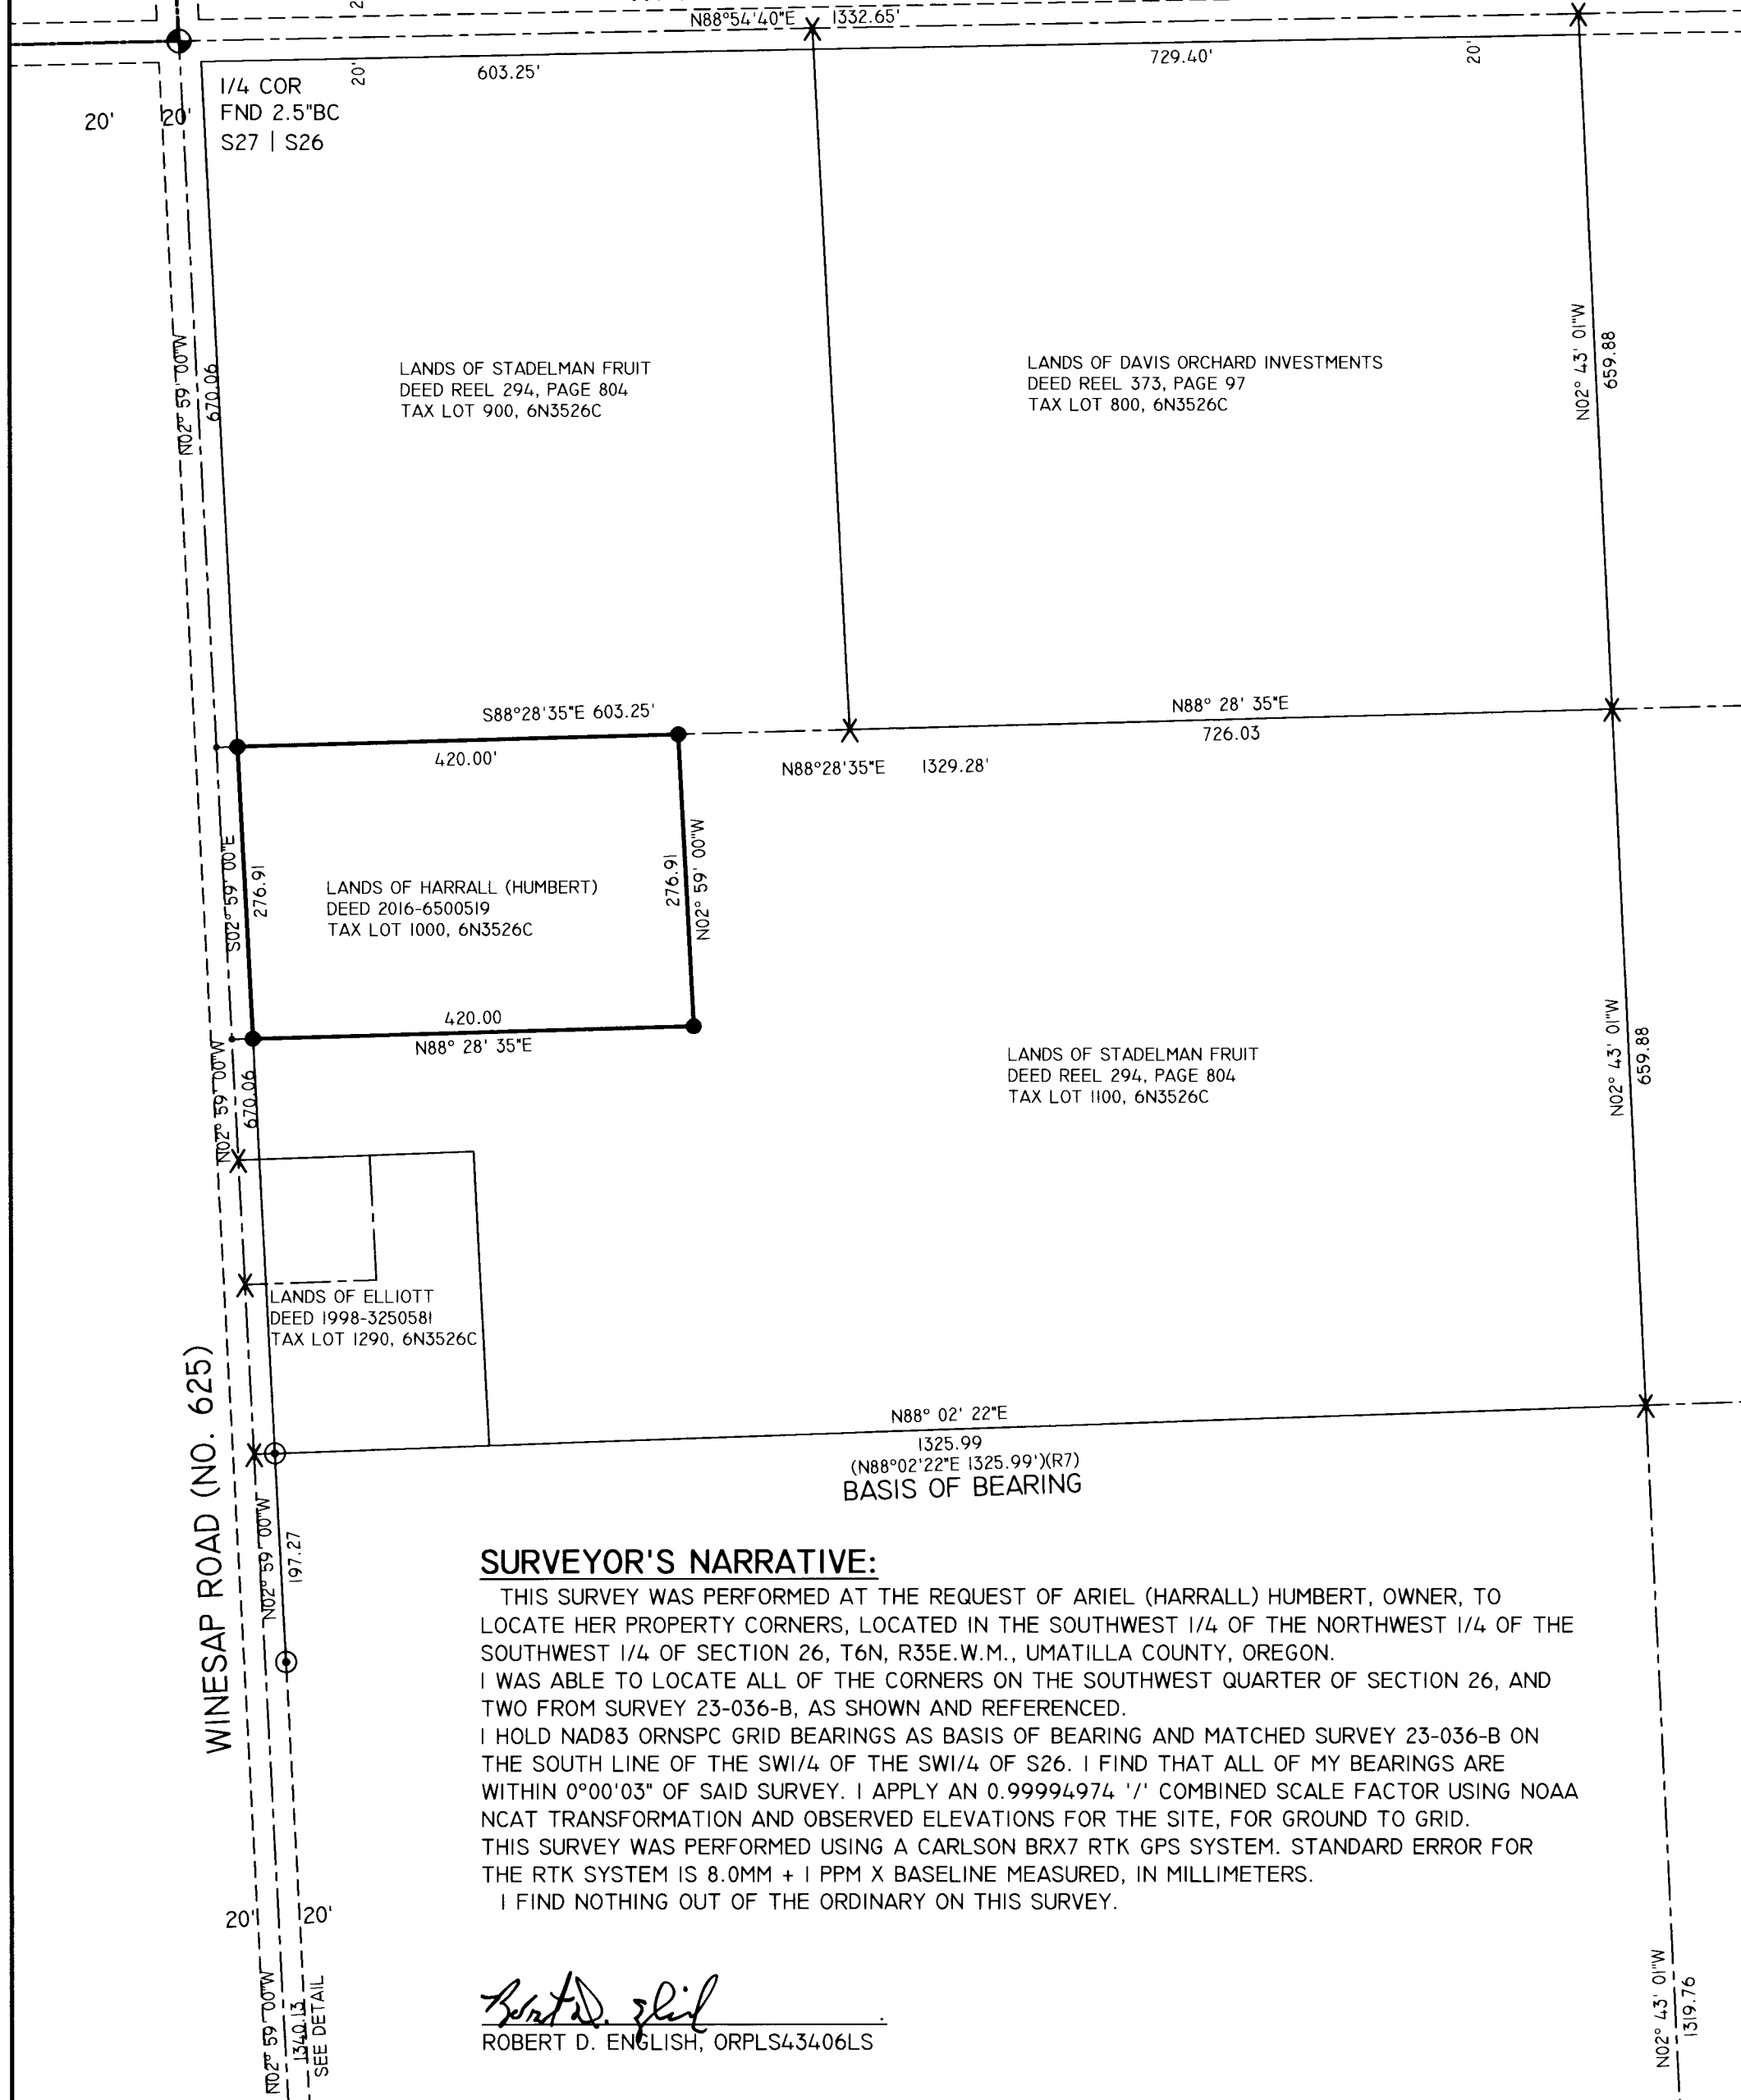 N88°54'40"E 1332.65'
603.25'
729.40'
20'
20'
1/4 COR
FND 2.5"BC
S27 | S26
20'
20'
N02° 59' 00"W
670.06
LANDS OF STADELMAN FRUIT
DEED REEL 294, PAGE 804
TAX LOT 900, 6N3526C
LANDS OF DAVIS ORCHARD INVESTMENTS
DEED REEL 373, PAGE 97
TAX LOT 800, 6N3526C
N02° 43' 01"W
659.88
S88°28'35"E 603.25'
420.00'
N88° 28' 35"E
726.03
N88°28'35"E 1329.28'
S02° 59' 00"E
276.91
LANDS OF HARRALL (HUMBERT)
DEED 2016-6500519
TAX LOT 1000, 6N3526C
276.91
N02° 59' 00"W
420.00
N88° 28' 35"E
N02° 59' 00"W
670.06
LANDS OF STADELMAN FRUIT
DEED REEL 294, PAGE 804
TAX LOT 1100, 6N3526C
N02° 43' 01"W
659.88
LANDS OF ELLIOTT
DEED 1998-3250581
TAX LOT 1290, 6N3526C
WINESAP ROAD (NO. 625)
N88° 02' 22"E
1325.99
(N88°02'22"E 1325.99')(R7)
BASIS OF BEARING
N02° 59' 00"W
197.27
SURVEYOR'S NARRATIVE:
THIS SURVEY WAS PERFORMED AT THE REQUEST OF ARIEL (HARRALL) HUMBERT, OWNER, TO
LOCATE HER PROPERTY CORNERS, LOCATED IN THE SOUTHWEST 1/4 OF THE NORTHWEST 1/4 OF THE
SOUTHWEST 1/4 OF SECTION 26, T6N, R35E.W.M., UMATILLA COUNTY, OREGON.
I WAS ABLE TO LOCATE ALL OF THE CORNERS ON THE SOUTHWEST QUARTER OF SECTION 26, AND
TWO FROM SURVEY 23-036-B, AS SHOWN AND REFERENCED.
I HOLD NAD83 ORNSPC GRID BEARINGS AS BASIS OF BEARING AND MATCHED SURVEY 23-036-B ON
THE SOUTH LINE OF THE SW1/4 OF THE SW1/4 OF S26. I FIND THAT ALL OF MY BEARINGS ARE
WITHIN 0°00'03" OF SAID SURVEY. I APPLY AN 0.99994974 '/' COMBINED SCALE FACTOR USING NOAA
NCAT TRANSFORMATION AND OBSERVED ELEVATIONS FOR THE SITE, FOR GROUND TO GRID.
THIS SURVEY WAS PERFORMED USING A CARLSON BRX7 RTK GPS SYSTEM. STANDARD ERROR FOR
THE RTK SYSTEM IS 8.0MM + 1 PPM X BASELINE MEASURED, IN MILLIMETERS.
I FIND NOTHING OUT OF THE ORDINARY ON THIS SURVEY.
20'
20'
N02° 59' 00"W
1340.13
SEE DETAIL
ROBERT D. ENGLISH, ORPLS43406LS
N02° 43' 01"W
1319.76